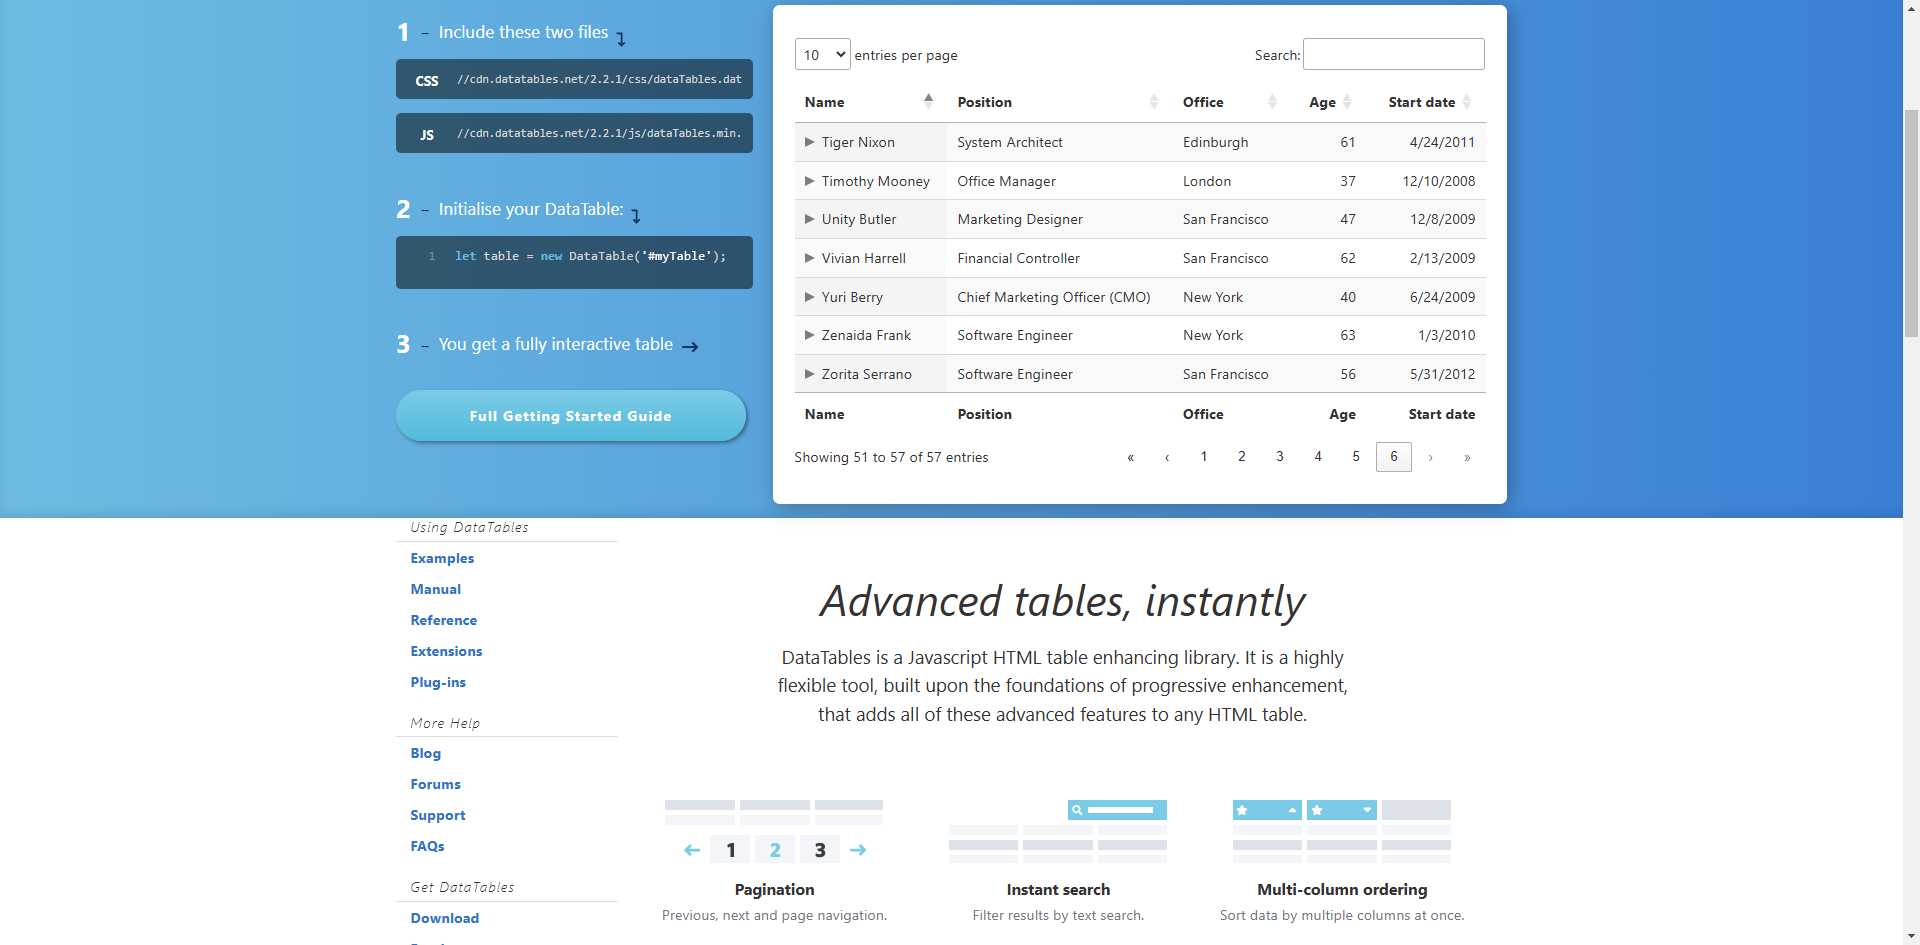 1 – Include these two files
CSS //cdn.datatables.net/2.2.1/css/dataTables.dat
JS //cdn.datatables.net/2.2.1/js/dataTables.min.
2 – Initialise your DataTable:
1 let table = new DataTable('#myTable');
3 – You get a fully interactive table →
Full Getting Started Guide
10 entries per page Search:
Name Position Office Age Start date
Tiger Nixon System Architect Edinburgh 61 4/24/2011
Timothy Mooney Office Manager London 37 12/10/2008
Unity Butler Marketing Designer San Francisco 47 12/8/2009
Vivian Harrell Financial Controller San Francisco 62 2/13/2009
Yuri Berry Chief Marketing Officer (CMO) New York 40 6/24/2009
Zenaida Frank Software Engineer New York 63 1/3/2010
Zorita Serrano Software Engineer San Francisco 56 5/31/2012
Name Position Office Age Start date
Showing 51 to 57 of 57 entries « ‹ 1 2 3 4 5 6 › »
Using DataTables
Examples
Manual
Reference
Extensions
Plug-ins
More Help
Blog
Forums
Support
FAQs
Get DataTables
Download
Advanced tables, instantly
DataTables is a Javascript HTML table enhancing library. It is a highly
flexible tool, built upon the foundations of progressive enhancement,
that adds all of these advanced features to any HTML table.
← 1 2 3 →
Pagination
Previous, next and page navigation.
Instant search
Filter results by text search.
Multi-column ordering
Sort data by multiple columns at once.